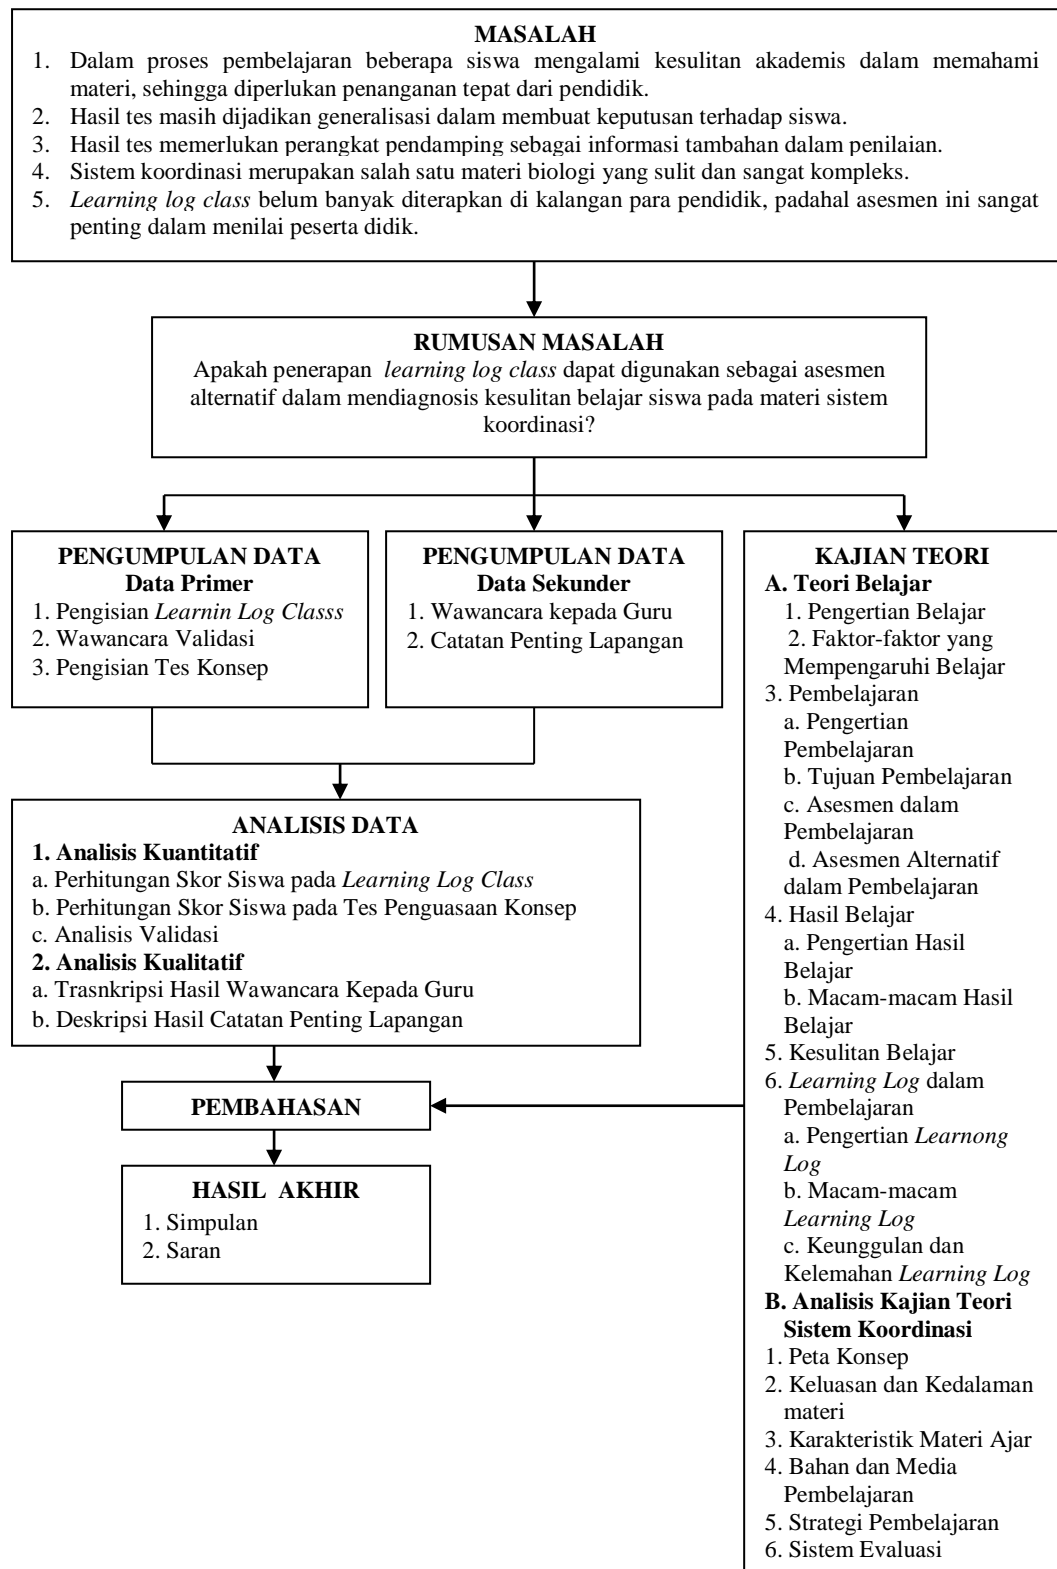 MASALAH
1. Dalam proses pembelajaran beberapa siswa mengalami kesulitan akademis dalam memahami
materi, sehingga diperlukan penanganan tepat dari pendidik.
2. Hasil tes masih dijadikan generalisasi dalam membuat keputusan terhadap siswa.
3. Hasil tes memerlukan perangkat pendamping sebagai informasi tambahan dalam penilaian.
4. Sistem koordinasi merupakan salah satu materi biologi yang sulit dan sangat kompleks.
5. Learning log class belum banyak diterapkan di kalangan para pendidik, padahal asesmen ini sangat
penting dalam menilai peserta didik.
RUMUSAN MASALAH
Apakah penerapan learning log class dapat digunakan sebagai asesmen
alternatif dalam mendiagnosis kesulitan belajar siswa pada materi sistem
koordinasi?
PENGUMPULAN DATA
Data Primer
1. Pengisian Learnin Log Classs
2. Wawancara Validasi
3. Pengisian Tes Konsep
PENGUMPULAN DATA
Data Sekunder
1. Wawancara kepada Guru
2. Catatan Penting Lapangan
KAJIAN TEORI
A. Teori Belajar
1. Pengertian Belajar
2. Faktor-faktor yang
Mempengaruhi Belajar
3. Pembelajaran
a. Pengertian
Pembelajaran
b. Tujuan Pembelajaran
c. Asesmen dalam
Pembelajaran
d. Asesmen Alternatif
dalam Pembelajaran
4. Hasil Belajar
a. Pengertian Hasil
Belajar
b. Macam-macam Hasil
Belajar
5. Kesulitan Belajar
6. Learning Log dalam
Pembelajaran
a. Pengertian Learnong
Log
b. Macam-macam
Learning Log
c. Keunggulan dan
Kelemahan Learning Log
B. Analisis Kajian Teori
Sistem Koordinasi
1. Peta Konsep
2. Keluasan dan Kedalaman
materi
3. Karakteristik Materi Ajar
4. Bahan dan Media
Pembelajaran
5. Strategi Pembelajaran
6. Sistem Evaluasi
ANALISIS DATA
1. Analisis Kuantitatif
a. Perhitungan Skor Siswa pada Learning Log Class
b. Perhitungan Skor Siswa pada Tes Penguasaan Konsep
c. Analisis Validasi
2. Analisis Kualitatif
a. Trasnkripsi Hasil Wawancara Kepada Guru
b. Deskripsi Hasil Catatan Penting Lapangan
PEMBAHASAN
HASIL AKHIR
1. Simpulan
2. Saran